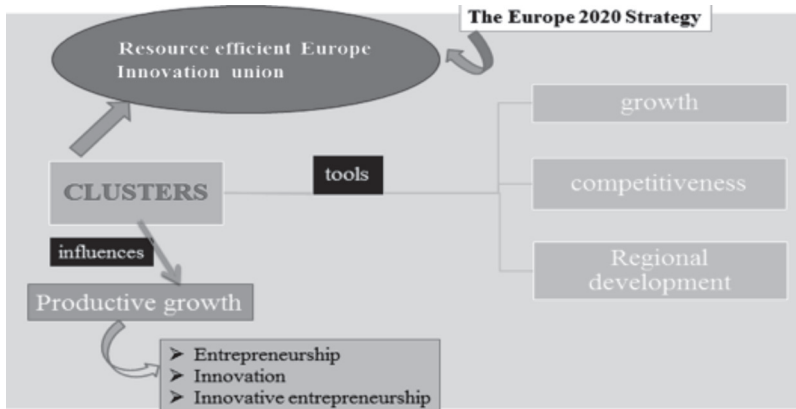 The Europe 2020 Strategy
Resource efficient Europe
Innovation union
growth
tools
CLUSTERS
competitiveness
influences
Regional
development
Productive growth
➤ Entrepreneurship
➤ Innovation
➤ Innovative entrepreneurship